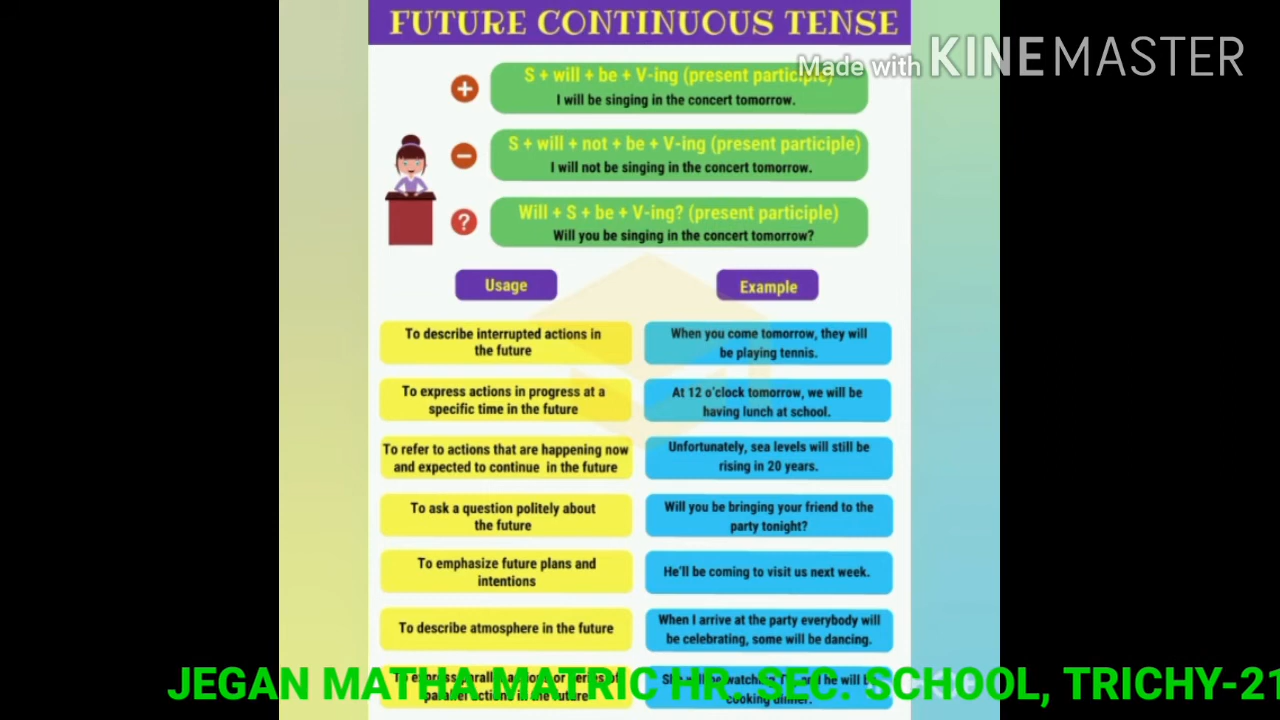 FUTURE CONTINUOUS TENSE
Made with KINEMASTER
S + will + be + V-ing (present participle)
I will be singing in the concert tomorrow.
S + will + not + be + V-ing (present participle)
I will not be singing in the concert tomorrow.
?
Will + S + be + V-ing? (present participle)
Will you be singing in the concert tomorrow?
Usage
Example
To describe interrupted actions in
the future
When you come tomorrow, they will
be playing tennis.
To express actions in progress at a
specific time in the future
At 12 o'clock tomorrow, we will be
having lunch at school.
To refer to actions that are happening now
and expected to continue in the future
Unfortunately, sea levels will still be
rising in 20 years.
To ask a question politely about
the future
Will you be bringing your friend to the
party tonight?
To emphasize future plans and
intentions
He'll be coming to visit us next week.
To describe atmosphere in the future
When I arrive at the party everybody will
be celebrating, some will be dancing.
parallel actions in the future
cooking dinner.
JEGAN MATHA MATRIC HR. SEC. SCHOOL, TRICHY-21